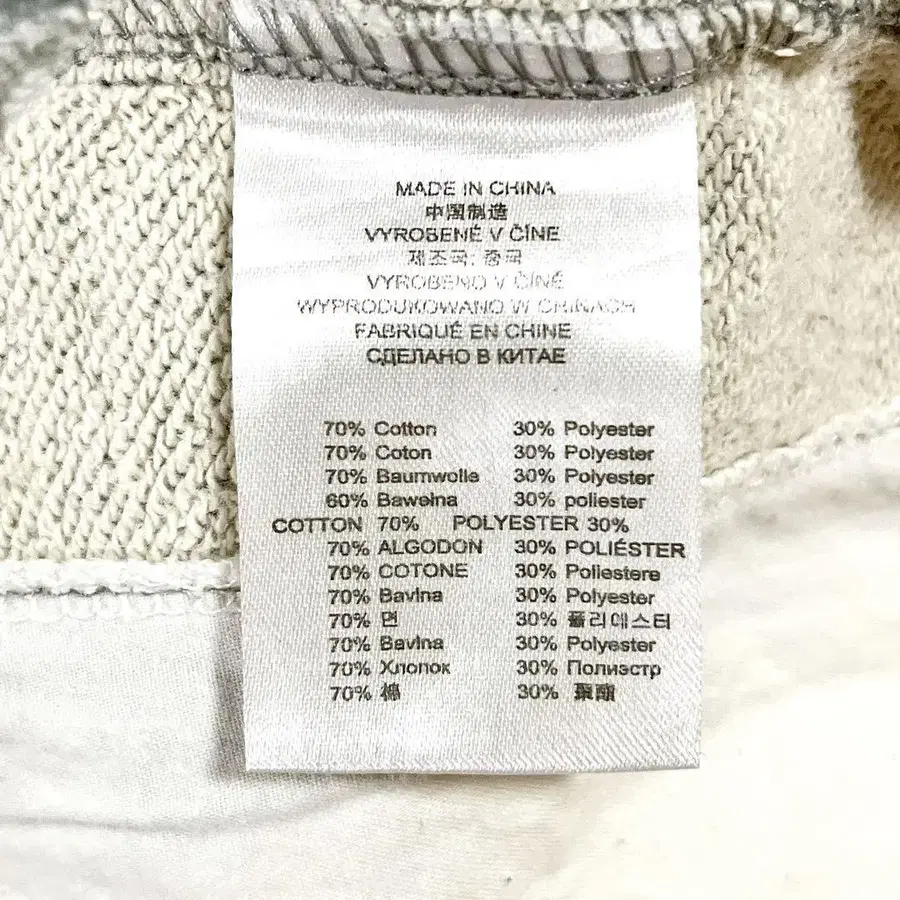 MADE IN CHINA
中国制造
VYROBENÉ V ČÍNE
제조국: 중국
VYROBENO V ČÍNĚ
WYPRODUKOWANO W CHINACH
FABRIQUÉ EN CHINE
СДЕЛАНО В КИТАЕ
70% Cotton 30% Polyester
70% Coton 30% Polyester
70% Baumwolle 30% Polyester
60% Bawełna 30% poliester
COTTON 70% POLYESTER 30%
70% ALGODON 30% POLIÉSTER
70% COTONE 30% Poliestere
70% Bavlna 30% Polyester
70% 면 30% 폴리에스터
70% Bavlna 30% Polyester
70% Хлопок 30% Полиэстр
70% 棉 30% 聚酯